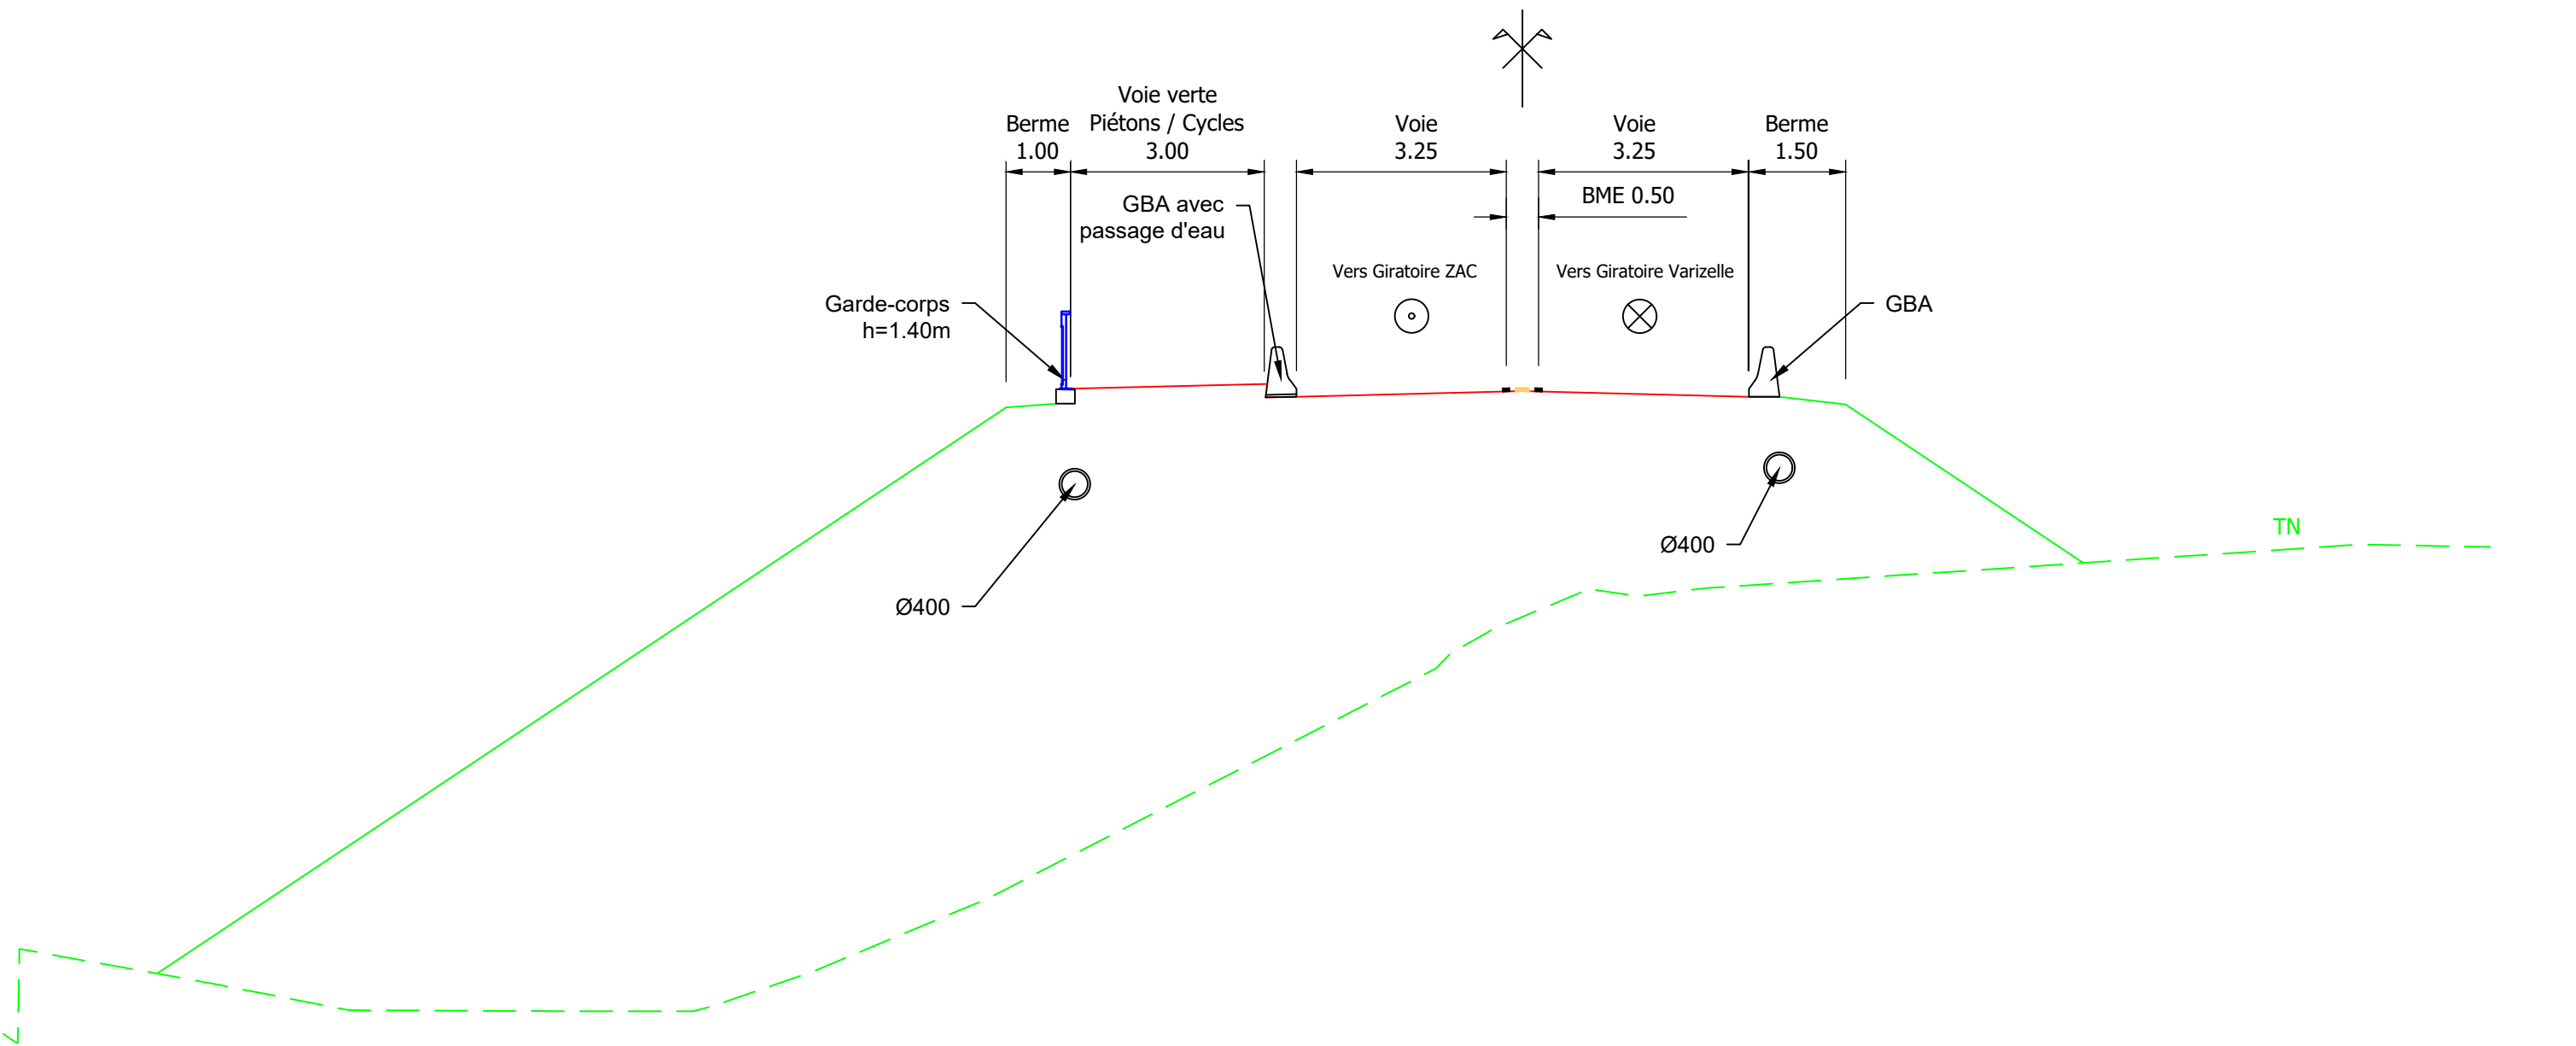 Voie verte
Berme Piétons / Cycles Voie Voie Berme
1.00 3.00 3.25 3.25 1.50
BME 0.50
GBA avec
passage d'eau
Vers Giratoire ZAC Vers Giratoire Varizelle
Garde-corps
h=1.40m
GBA
TN
Ø400
Ø400